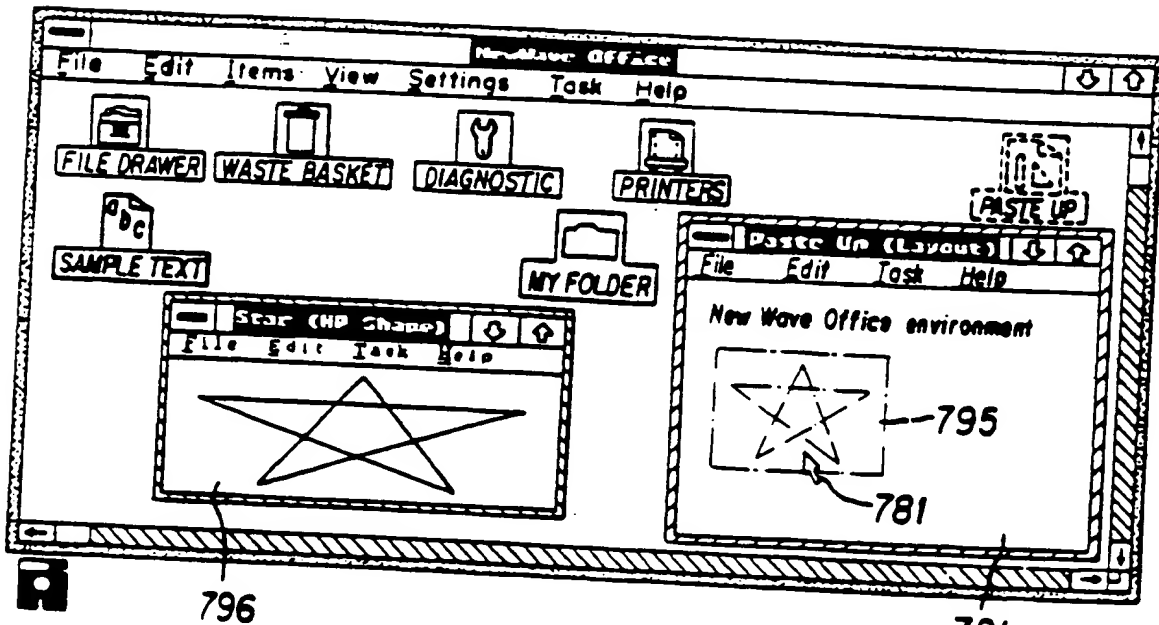 NewWave Office
File Edit Items View Settings Task Help
FILE DRAWER WASTE BASKET DIAGNOSTIC PRINTERS PASTE UP
abc
SAMPLE TEXT MY FOLDER
Paste Up (Layout)
File Edit Task Help
New Wave Office environment
Star (HP Shape)
File Edit Task Help
795
781
796